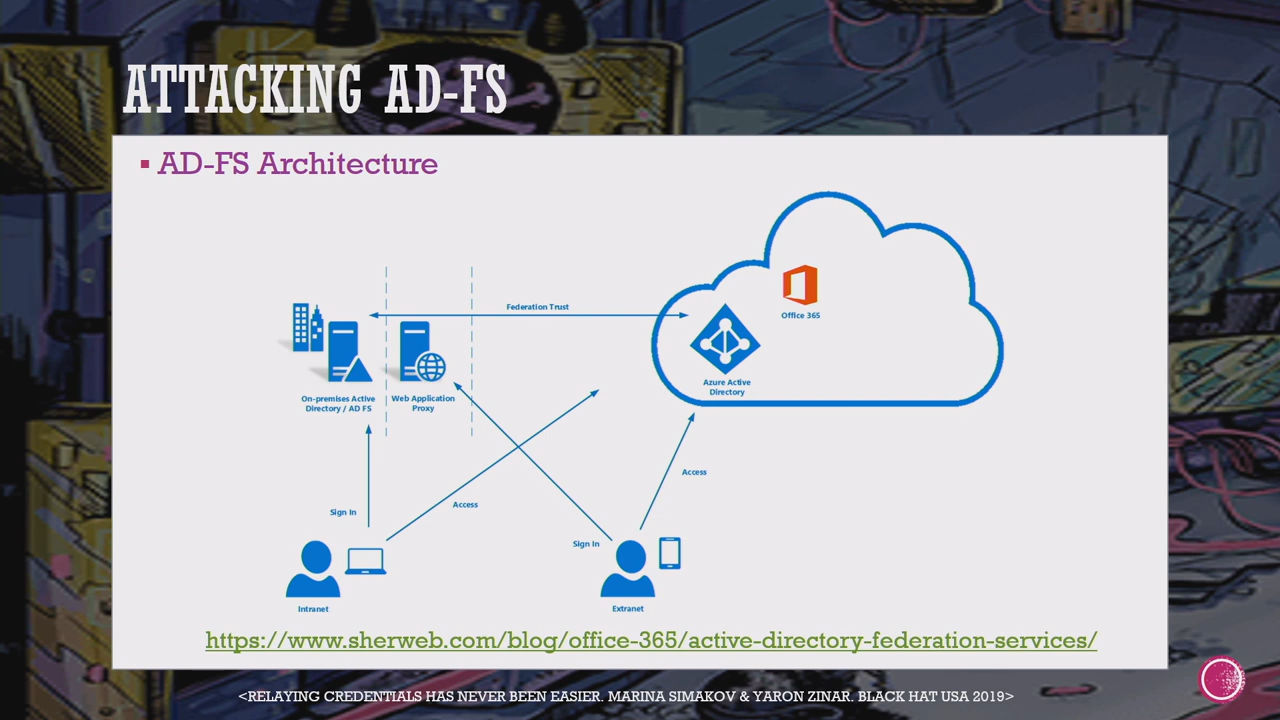 ATTACKING AD-FS
▪ AD-FS Architecture
Federation Trust
Office 365
Azure Active
Directory
On-premises Active
Directory / AD FS
Web Application
Proxy
Access
Sign In
Access
Sign In
Intranet
Extranet
https://www.sherweb.com/blog/office-365/active-directory-federation-services/
<RELAYING CREDENTIALS HAS NEVER BEEN EASIER. MARINA SIMAKOV & YARON ZINAR. BLACK HAT USA 2019>